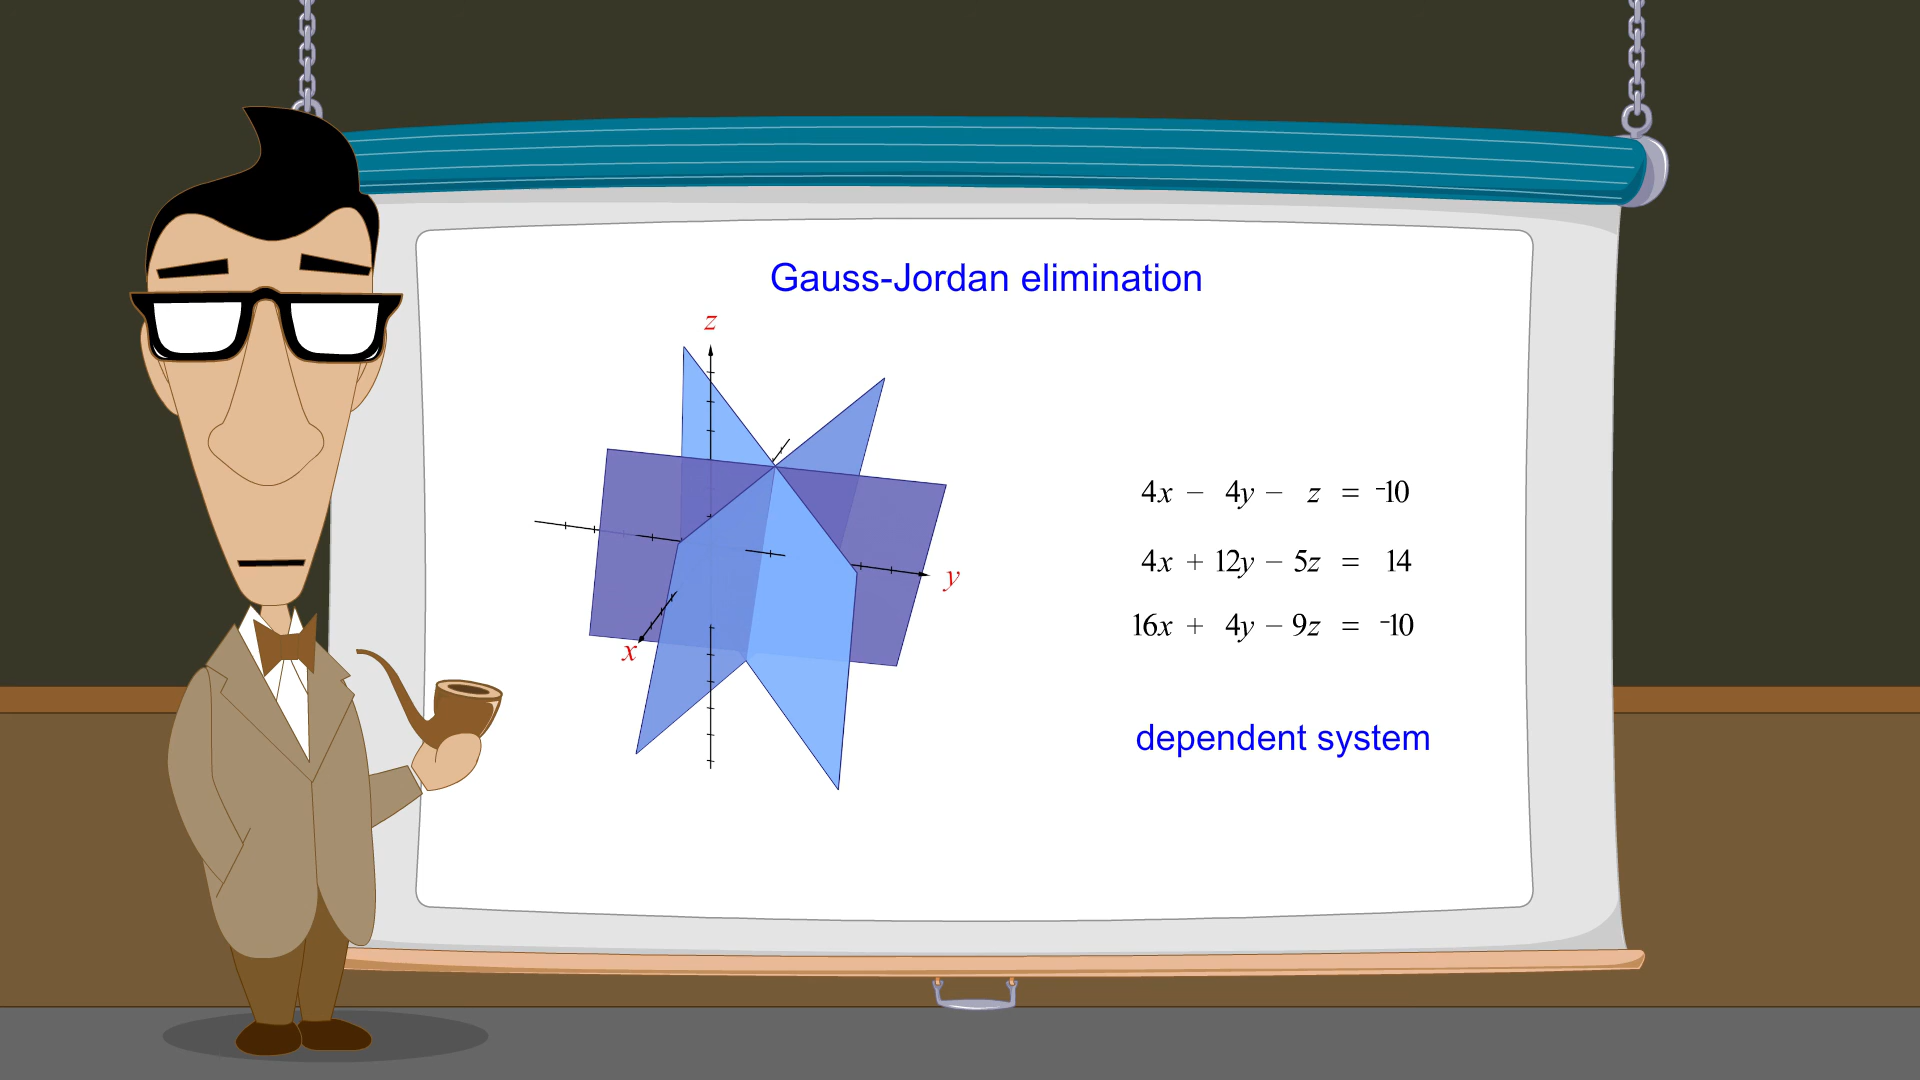 Gauss-Jordan elimination
z
4x − 4y − z = ⁻10
4x + 12y − 5z = 14
y
16x + 4y − 9z = ⁻10
x
dependent system